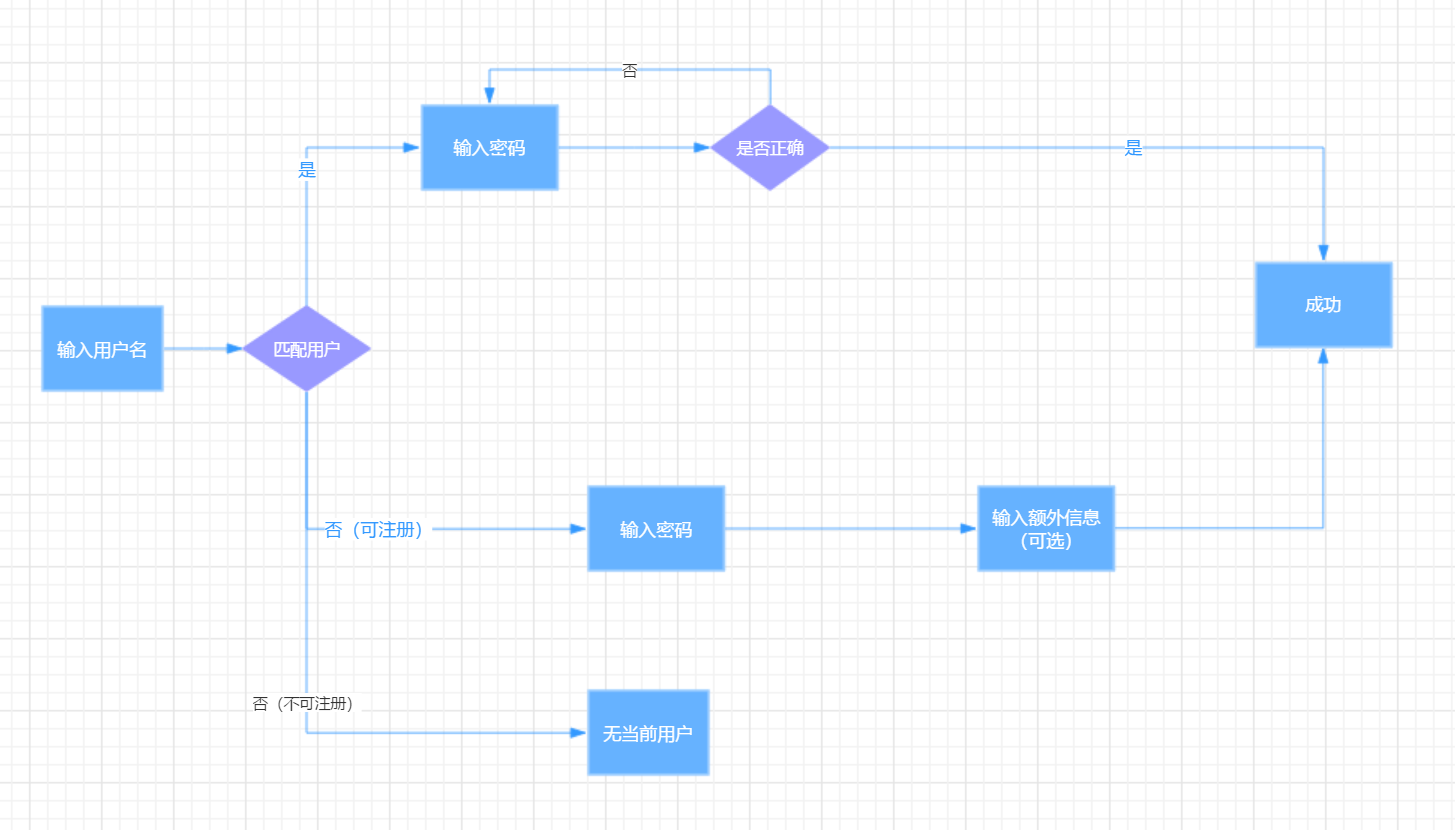 否
输入密码
是否正确
是
是
成功
输入用户名
匹配用户
否（可注册）
输入密码
输入额外信息
（可选）
否（不可注册）
无当前用户